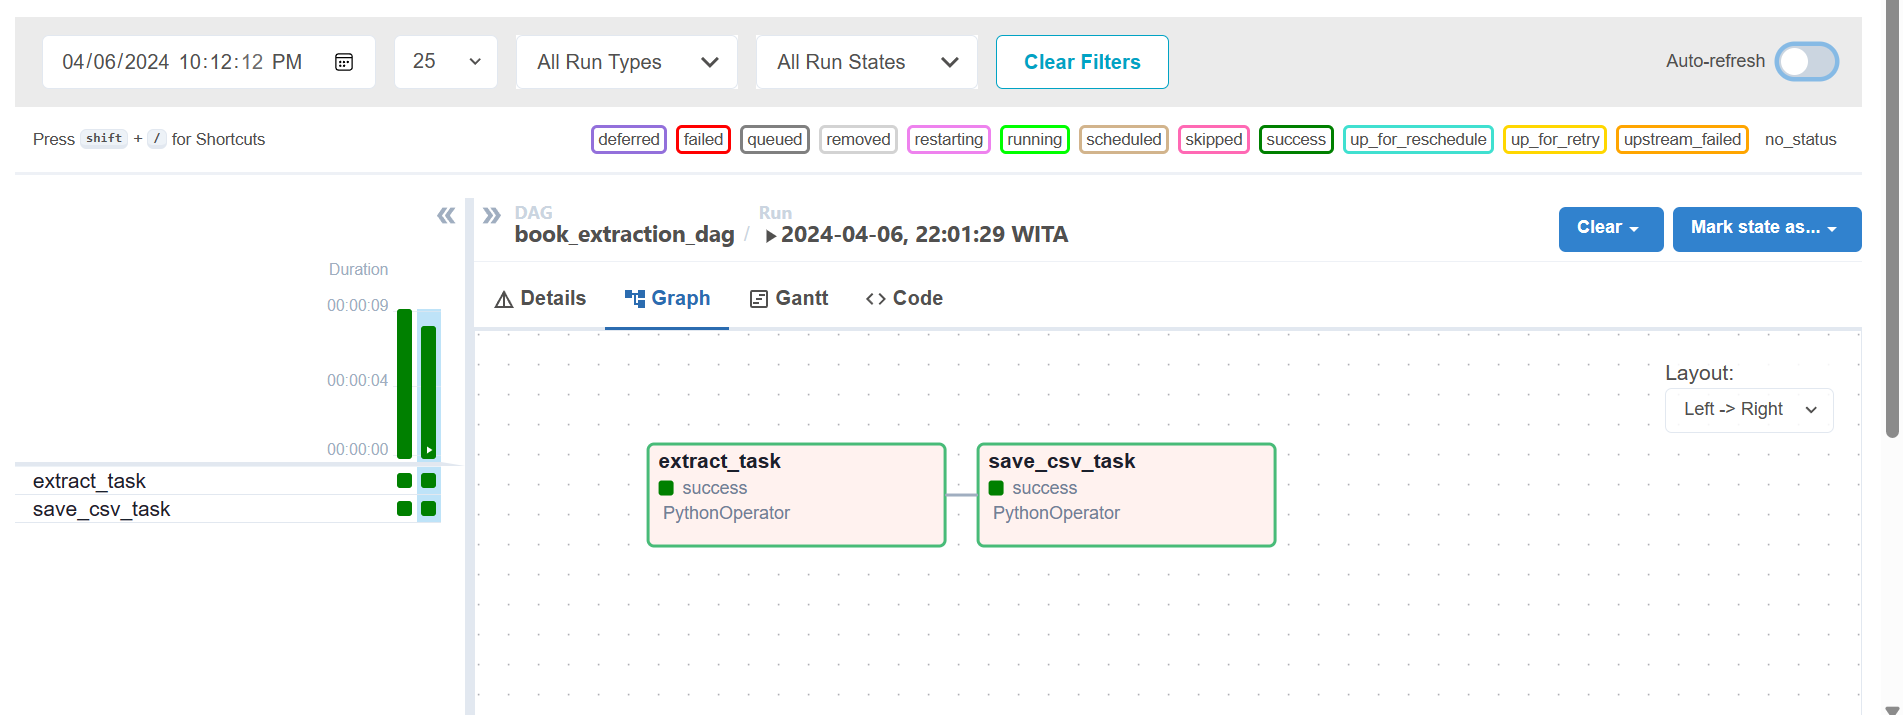 04/06/2024 10:12:12 PM 25 All Run Types All Run States Clear Filters Auto-refresh
Press shift + / for Shortcuts deferred failed queued removed restarting running scheduled skipped success up_for_reschedule up_for_retry upstream_failed no_status
DAG Run
book_extraction_dag / 2024-04-06, 22:01:29 WITA Clear Mark state as...
Duration
00:00:09
00:00:04
00:00:00
extract_task
save_csv_task
Details Graph Gantt Code
Layout:
Left -> Right
extract_task
success
PythonOperator
save_csv_task
success
PythonOperator